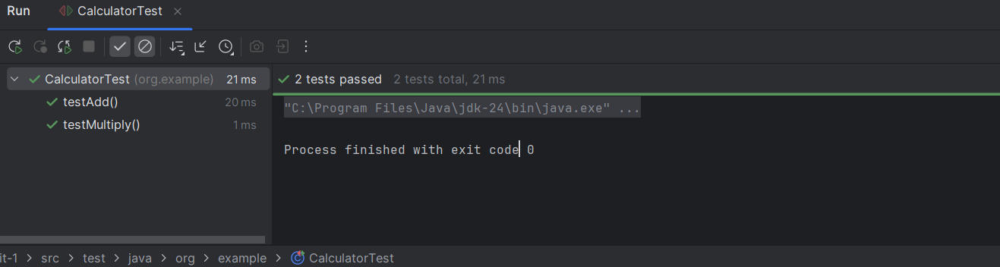 Run CalculatorTest
CalculatorTest (org.example) 21 ms
testAdd() 20 ms
testMultiply() 1 ms
2 tests passed 2 tests total, 21 ms
"C:\Program Files\Java\jdk-24\bin\java.exe" ...
Process finished with exit code 0
it-1 > src > test > java > org > example > CalculatorTest